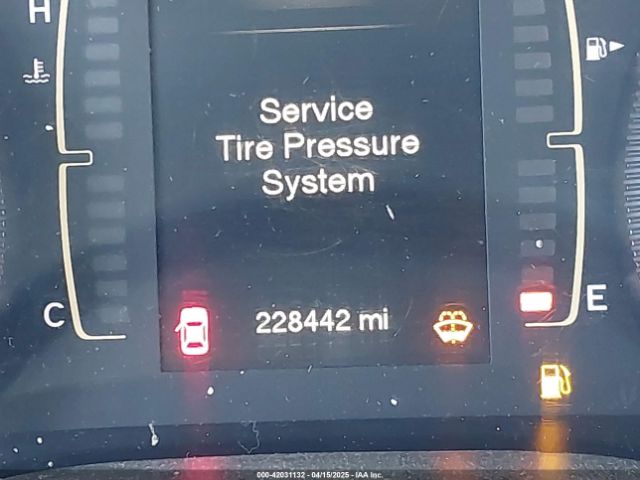 H
Service
Tire Pressure
System
C
228442 mi
E
000-42031132 - 04/15/2025 - IAA Inc.